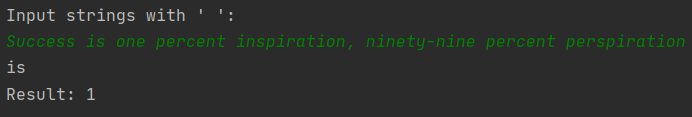 Input strings with ' ':
Success is one percent inspiration, ninety-nine percent perspiration
is
Result: 1